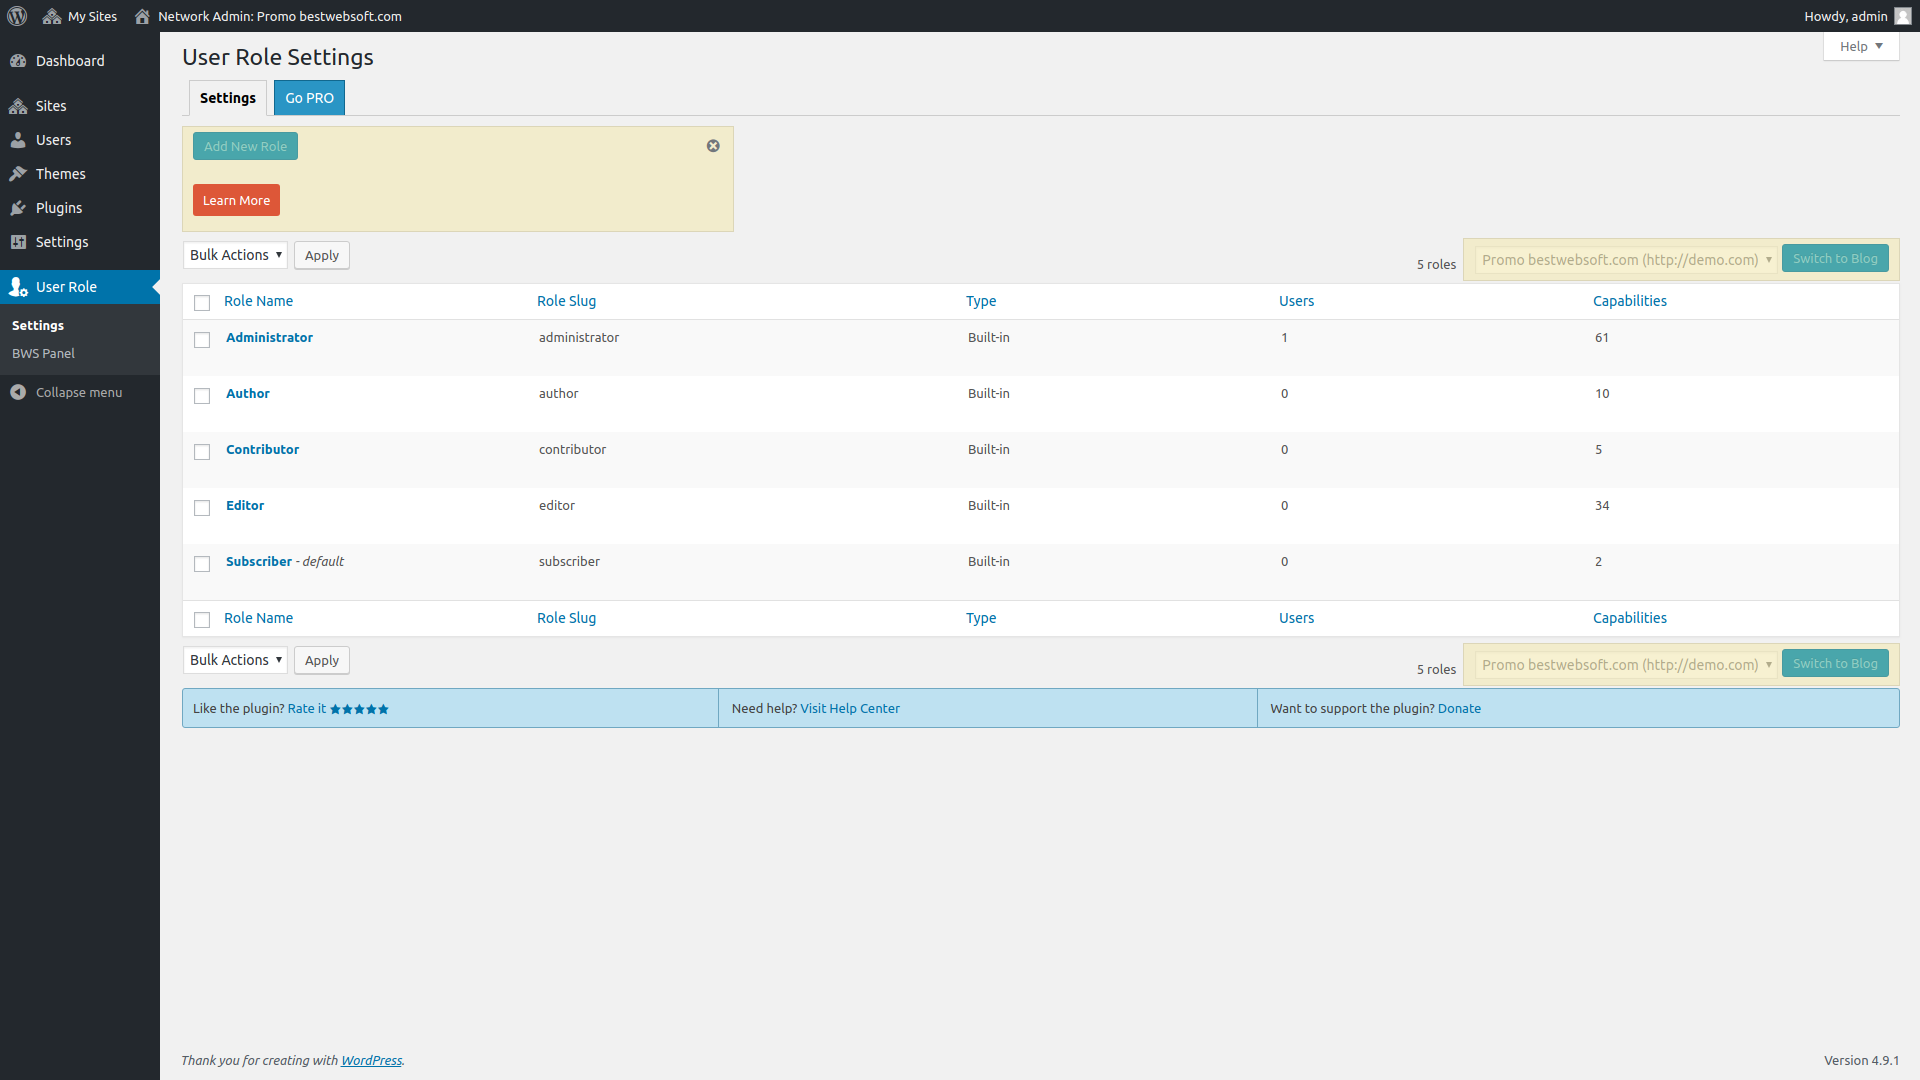 My Sites Network Admin: Promo bestwebsoft.com Howdy, admin
Dashboard
Sites
Users
Themes
Plugins
Settings
User Role
Settings
BWS Panel
Collapse menu
Help
User Role Settings
Settings Go PRO
Add New Role
Learn More
Bulk Actions Apply 5 roles Promo bestwebsoft.com (http://demo.com) Switch to Blog
Role Name Role Slug Type Users Capabilities
Administrator administrator Built-in 1 61
Author author Built-in 0 10
Contributor contributor Built-in 0 5
Editor editor Built-in 0 34
Subscriber - default subscriber Built-in 0 2
Role Name Role Slug Type Users Capabilities
Bulk Actions Apply 5 roles Promo bestwebsoft.com (http://demo.com) Switch to Blog
Like the plugin? Rate it ★★★★★ Need help? Visit Help Center Want to support the plugin? Donate
Thank you for creating with WordPress. Version 4.9.1